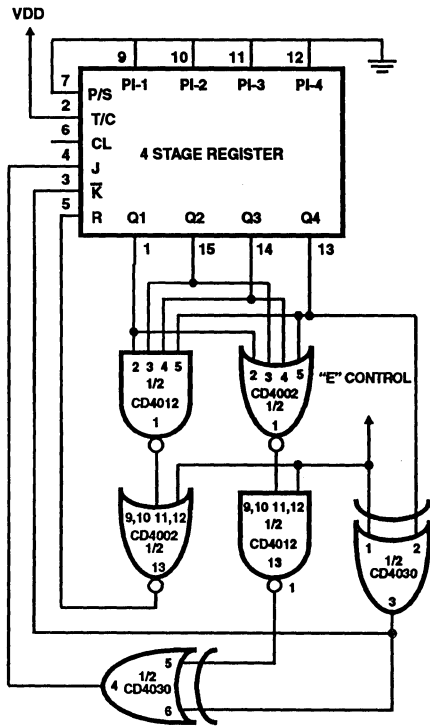 VDD
9 10 11 12
7 P/S PI-1 PI-2 PI-3 PI-4
2 T/C
6 CL
4 J 4 STAGE REGISTER
3 K̅
5 R Q1 Q2 Q3 Q4
1 15 14 13
2 3 4 5
1/2
CD4012
1
2 3 4 5
CD4002
1/2
1
"E" CONTROL
9,10 11,12
CD4002
1/2
13
9,10 11,12
1/2
CD4012
13
1
1 2
1/2
CD4030
3
5
1/2
4 CD4030
6